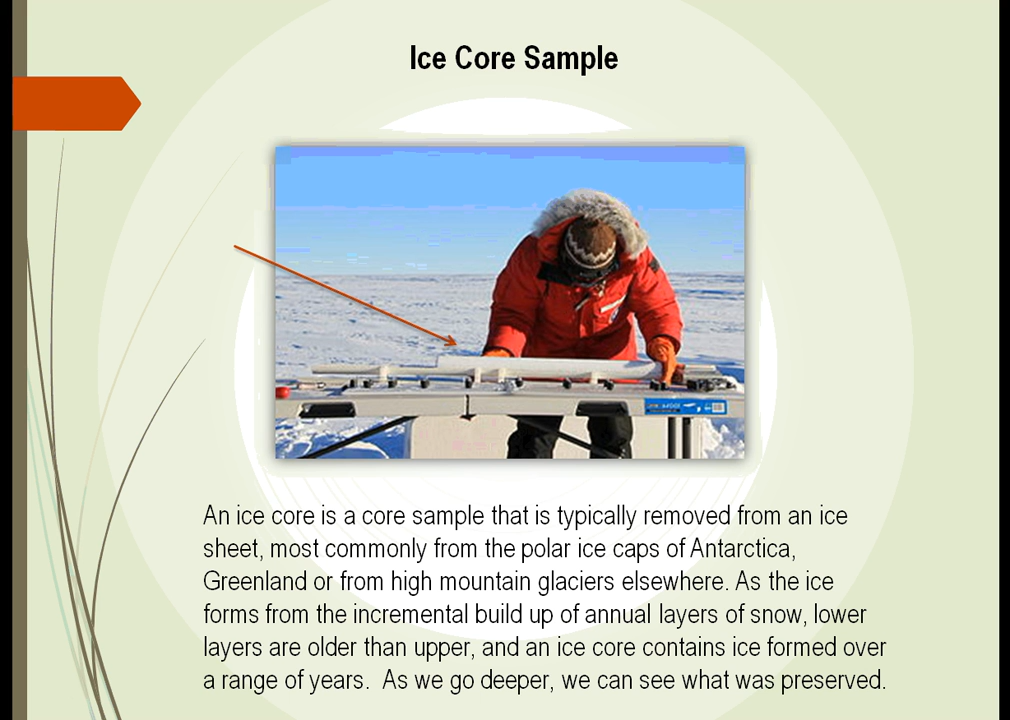 Ice Core Sample
An ice core is a core sample that is typically removed from an ice
sheet, most commonly from the polar ice caps of Antarctica,
Greenland or from high mountain glaciers elsewhere. As the ice
forms from the incremental build up of annual layers of snow, lower
layers are older than upper, and an ice core contains ice formed over
a range of years.  As we go deeper, we can see what was preserved.